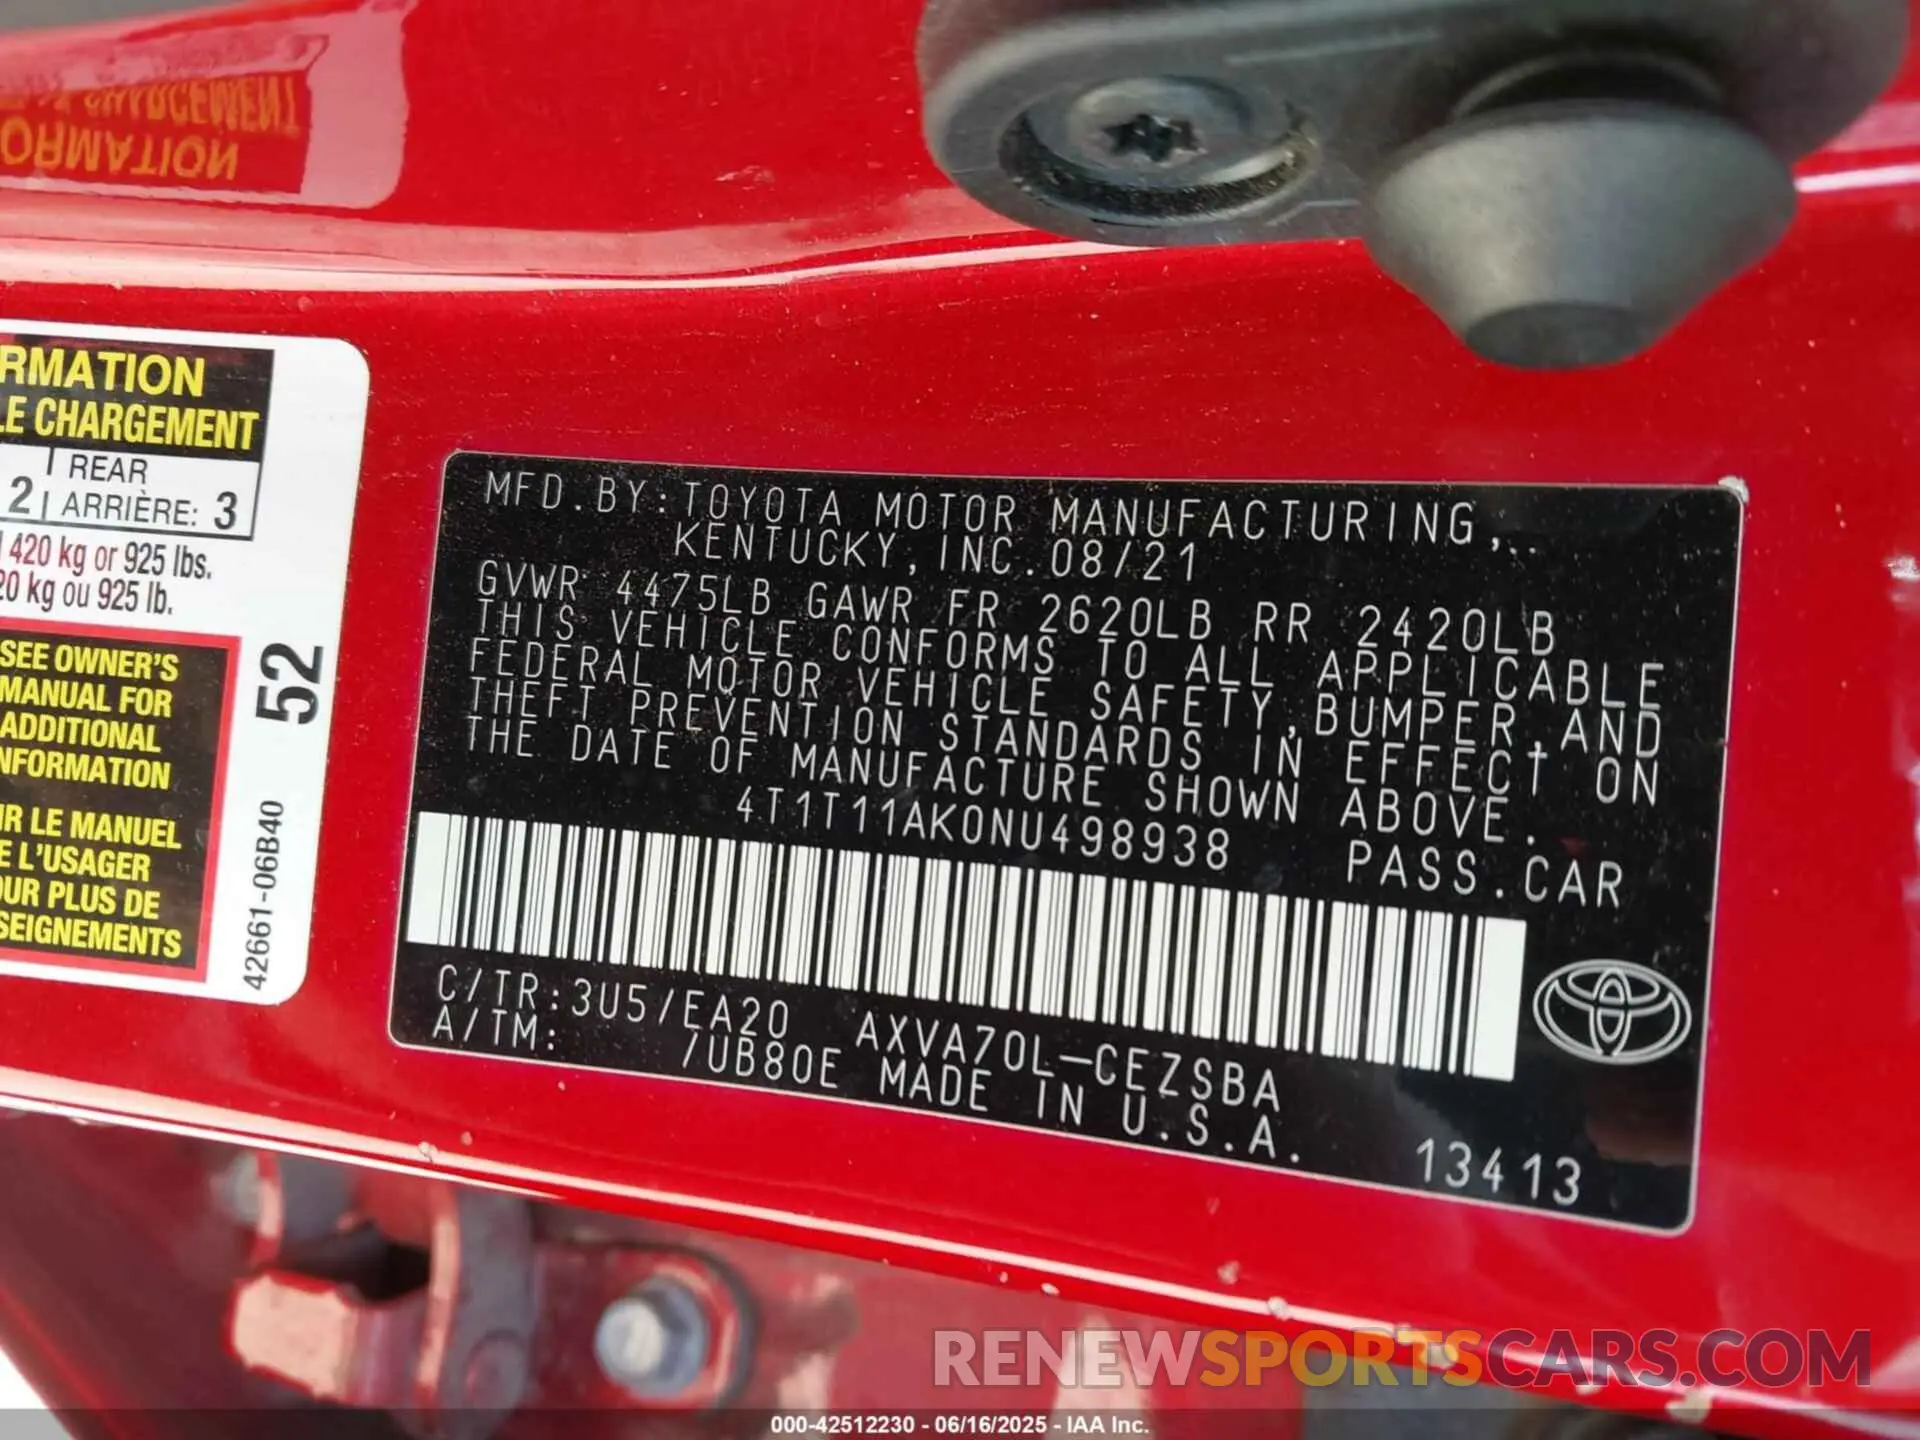 ORMATION
RMATION
LE CHARGEMENT
2 REAR
ARRIÈRE: 3
420 kg or 925 lbs.
20 kg ou 925 lb.
SEE OWNER'S
MANUAL FOR
ADDITIONAL
NFORMATION
IR LE MANUEL
E L'USAGER
OUR PLUS DE
SEIGNEMENTS
52
42661-06B40
MFD.BY:TOYOTA MOTOR MANUFACTURING,
KENTUCKY,INC.08/21
GVWR 4475LB GAWR FR 2620LB RR 2420LB
THIS VEHICLE CONFORMS TO ALL APPLICABLE
FEDERAL MOTOR VEHICLE SAFETY,BUMPER,AND
THEFT PREVENTION STANDARDS IN EFFECT ON
THE DATE OF MANUFACTURE SHOWN ABOVE.
4T1T11AK0NU498938 PASS.CAR
C/TR:3U5/EA20 AXVA70L-CEZSBA
A/TM: /UB80E MADE IN U.S.A.
13413
RENEWSPORTSCARS.COM
000-42512230 - 06/16/2025 - IAA Inc.